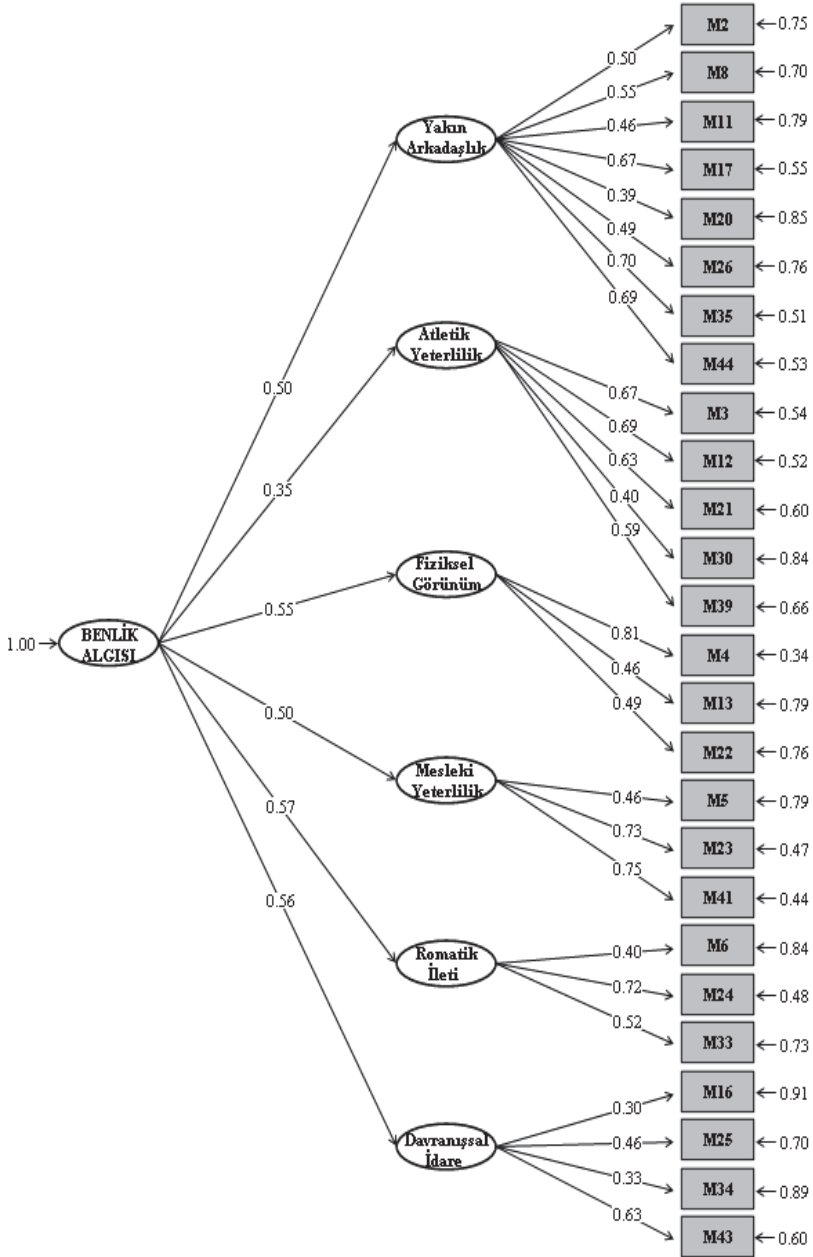 M2
0.75
0.50
M8
0.70
0.55
M11
0.79
0.46
Yakın
Arkadaşlık
M17
0.55
0.67
M20
0.85
0.39
M26
0.76
0.49
M35
0.51
0.70
M44
0.53
0.69
Atletik
Yeterlilik
0.50
M3
0.54
0.67
M12
0.52
0.69
M21
0.60
0.63
0.35
M30
0.84
0.40
M39
0.66
0.59
Fiziksel
Görünüm
0.55
M4
0.34
0.81
M13
0.79
0.46
M22
0.76
0.49
1.00
BENLİK
ALGISI
0.50
Mesleki
Yeterlilik
M5
0.79
0.46
M23
0.47
0.73
M41
0.44
0.75
0.57
Romatik
İleti
M6
0.84
0.40
M24
0.48
0.72
M33
0.73
0.52
0.56
Davranışsal
İdare
M16
0.91
0.30
M25
0.70
0.46
M34
0.89
0.33
M43
0.60
0.63